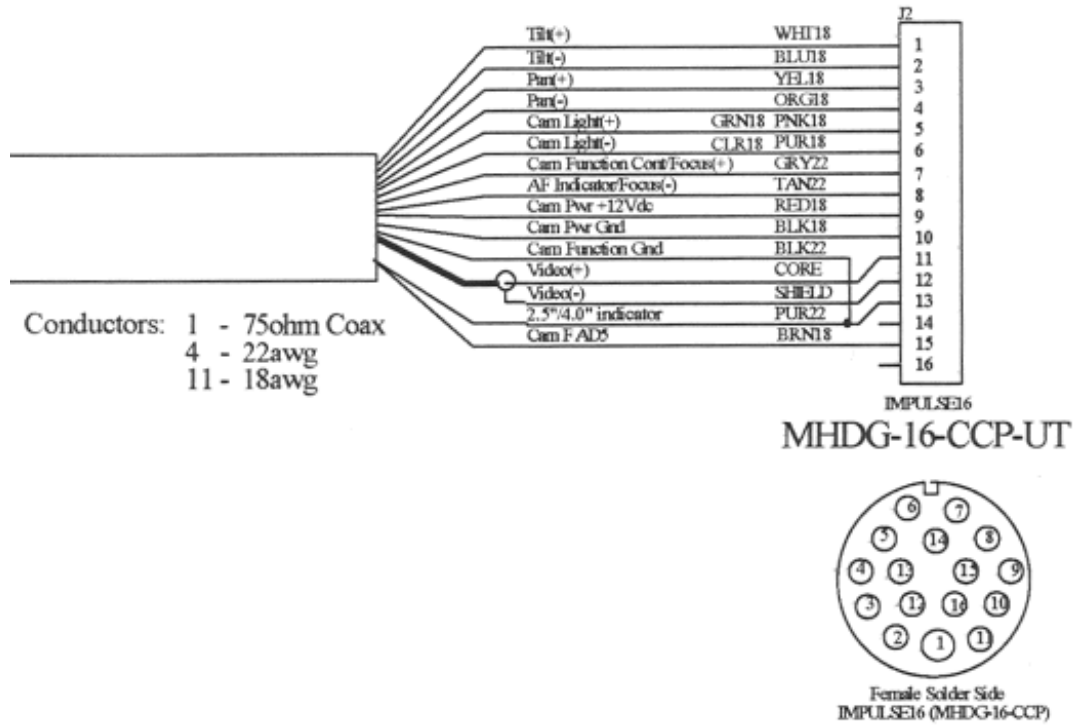 J2
Tilt(+) WHT18 1
Tilt(-) BLU18 2
Pan(+) YEL18 3
Pan(-) ORG18 4
Cam Light(+) GRN18 PNK18 5
Cam Light(-) CLR18 PUR18 6
Cam Function Cont/Focus(+) GRY22 7
AF Indicator/Focus(-) TAN22 8
Cam Pwr +12Vdc RED18 9
Cam Pwr Gnd BLK18 10
Cam Function Gnd BLK22 11
Video(+) CORE 12
Video(-) SHIELD 13
2.5"/4.0" indicator PUR22 14
Cam F AD5 BRN18 15
16
Conductors: 1 - 75ohm Coax
4 - 22awg
11 - 18awg
IMPULSE16
MHDG-16-CCP-UT
6 7
5 14 8
4 13 15 9
3 12 16 10
2 1 11
Female Solder Side
IMPULSE16 (MHDG-16-CCP)